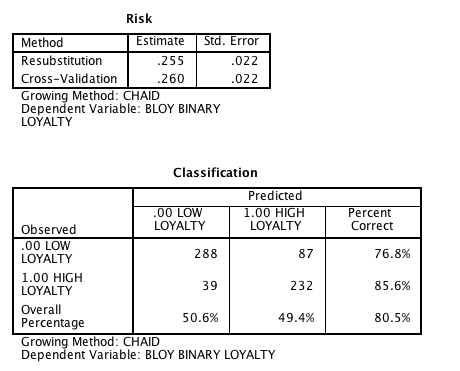 Risk
Method Estimate Std. Error
Resubstitution .255 .022
Cross-Validation .260 .022
Growing Method: CHAID
Dependent Variable: BLOY BINARY
LOYALTY
Classification
Predicted
Observed .00 LOW LOYALTY 1.00 HIGH LOYALTY Percent Correct
.00 LOW LOYALTY 288 87 76.8%
1.00 HIGH LOYALTY 39 232 85.6%
Overall Percentage 50.6% 49.4% 80.5%
Growing Method: CHAID
Dependent Variable: BLOY BINARY LOYALTY